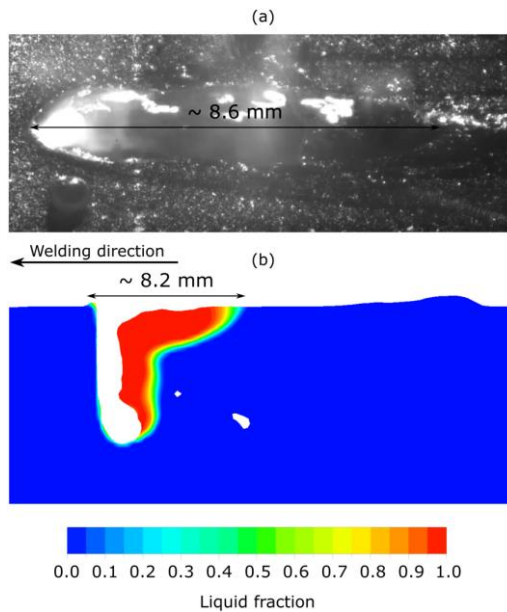 (a)
~ 8.6 mm
Welding direction
(b)
~ 8.2 mm
0.0 0.1 0.2 0.3 0.4 0.5 0.6 0.7 0.8 0.9 1.0
Liquid fraction